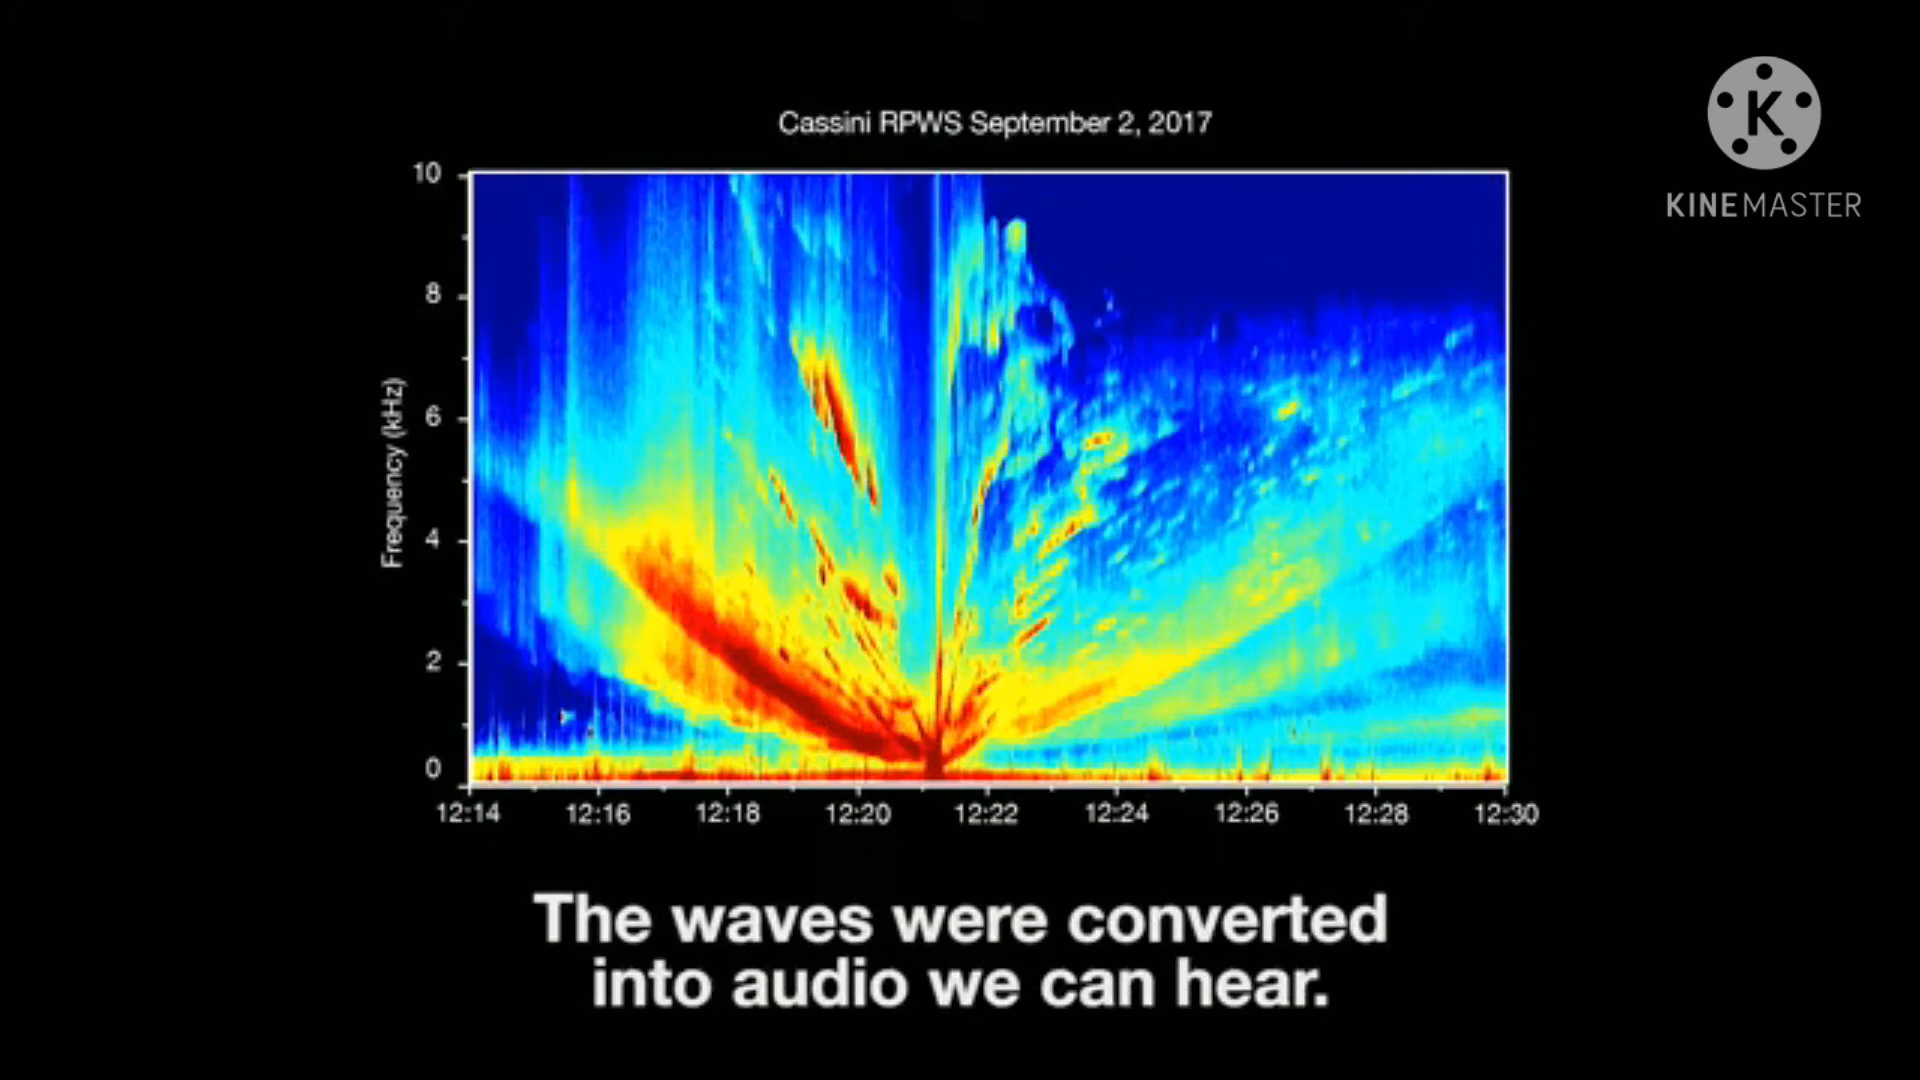 Cassini RPWS September 2, 2017
K
KINEMASTER
10
8
6
4
2
0
Frequency (kHz)
12:14 12:16 12:18 12:20 12:22 12:24 12:26 12:28 12:30
The waves were converted
into audio we can hear.